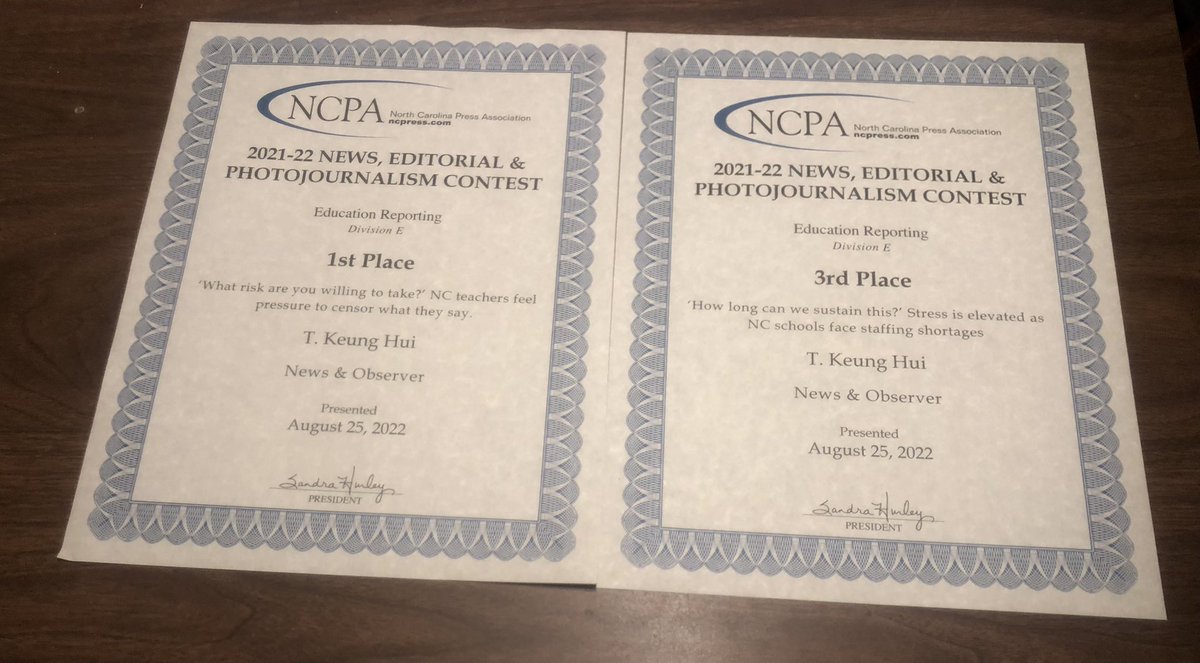 NCPA North Carolina Press Association
ncpress.com
2021-22 NEWS, EDITORIAL &
PHOTOJOURNALISM CONTEST
Education Reporting
Division E
1st Place
‘What risk are you willing to take?’ NC teachers feel
pressure to censor what they say.
T. Keung Hui
News & Observer
Presented
August 25, 2022
Sandra Hurley
PRESIDENT
NCPA North Carolina Press Association
ncpress.com
2021-22 NEWS, EDITORIAL &
PHOTOJOURNALISM CONTEST
Education Reporting
Division E
3rd Place
‘How long can we sustain this?’ Stress is elevated as
NC schools face staffing shortages
T. Keung Hui
News & Observer
Presented
August 25, 2022
Sandra Hurley
PRESIDENT